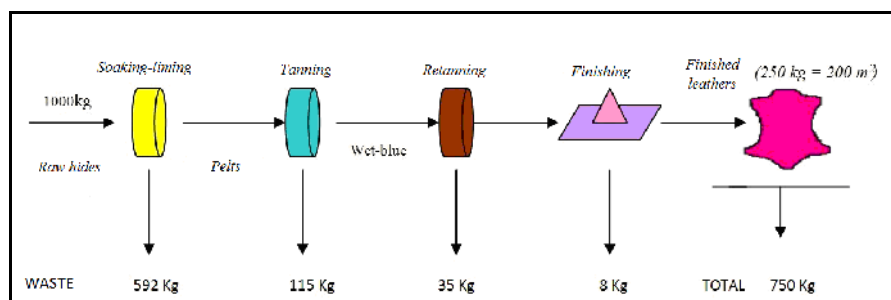 Soaking-liming
Tanning
Retanning
Finishing
Finished
leathers
(250 kg = 200 m²)
1000kg
Raw hides
Pelts
Wet-blue
WASTE 592 Kg 115 Kg 35 Kg 8 Kg TOTAL 750 Kg